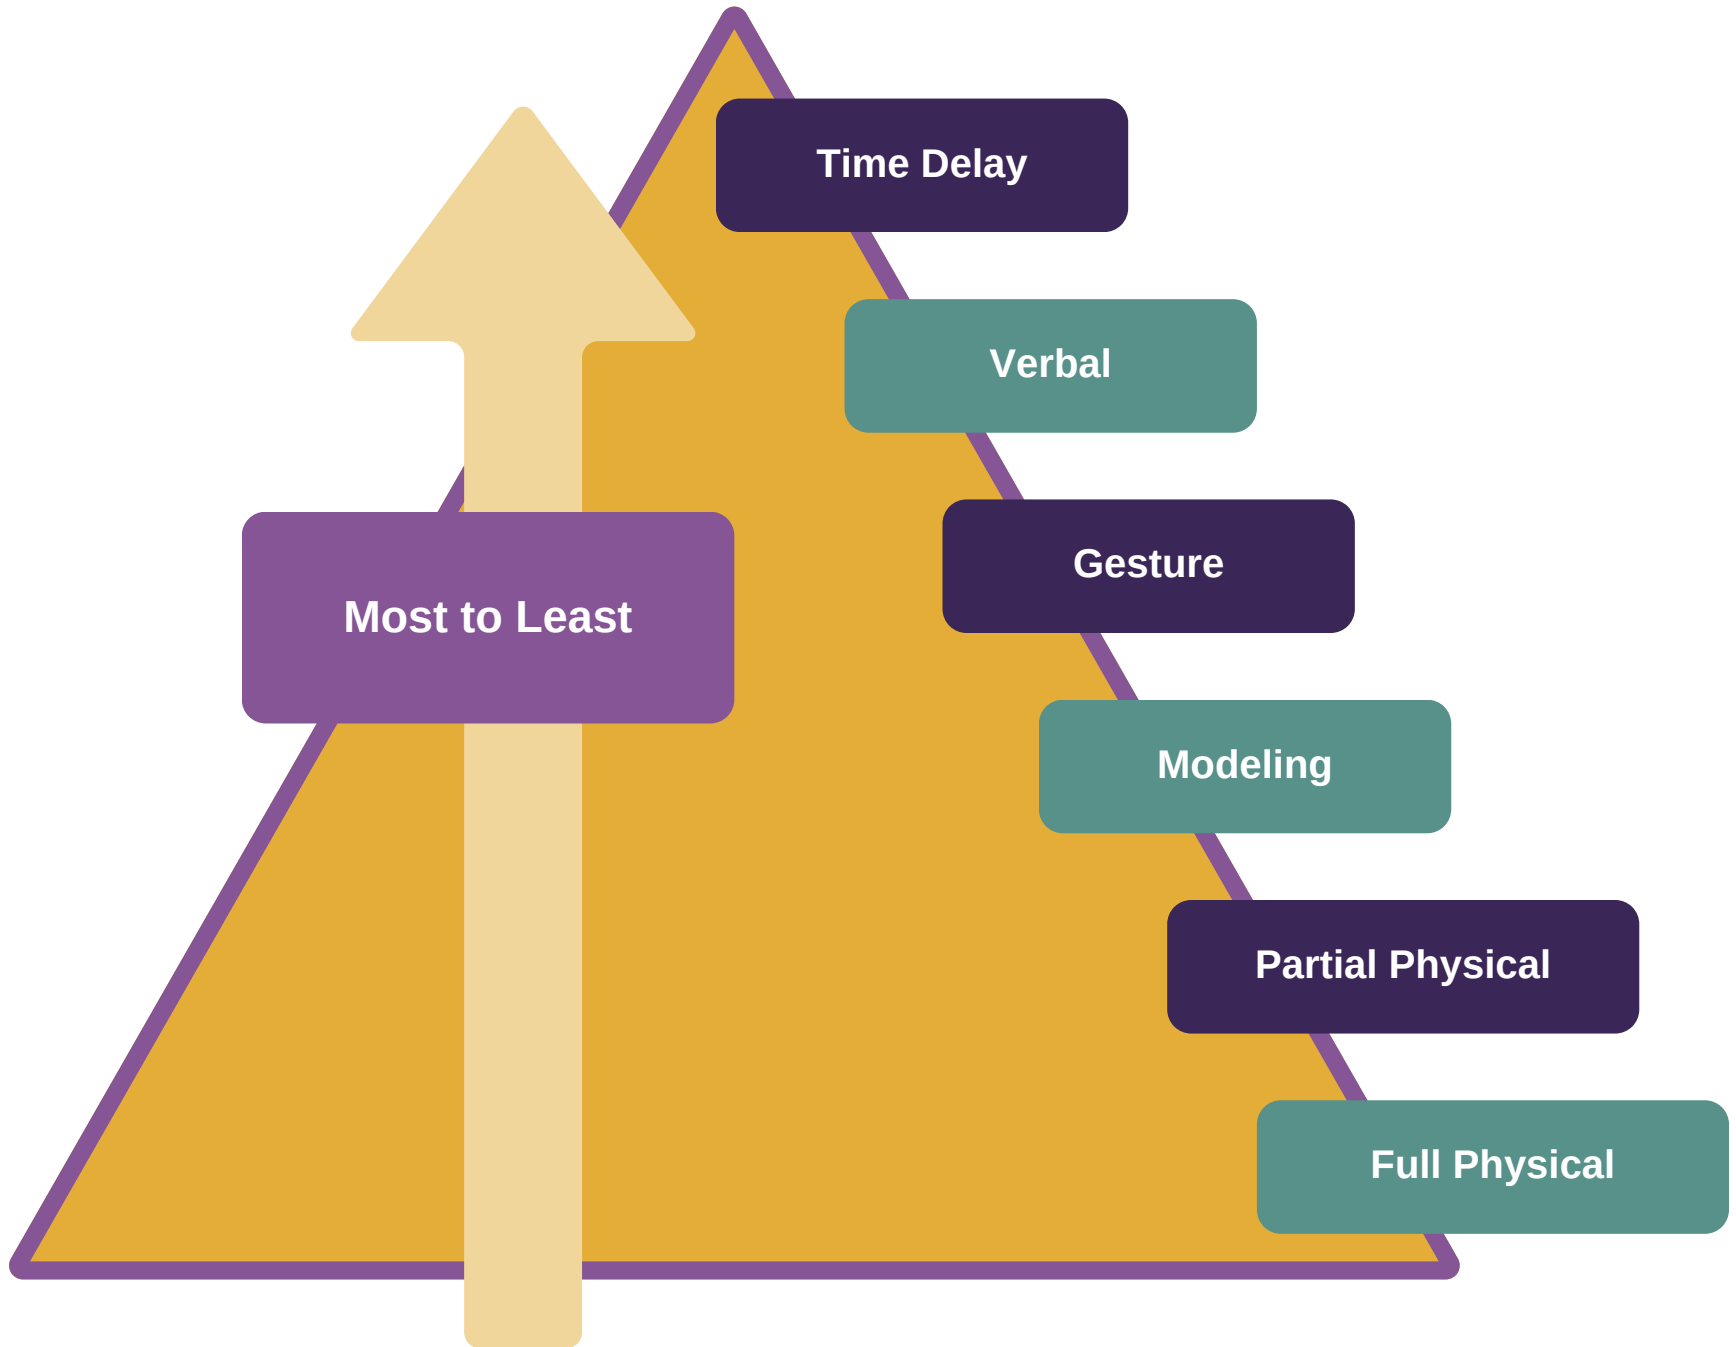 Time Delay
Verbal
Gesture
Most to Least
Modeling
Partial Physical
Full Physical